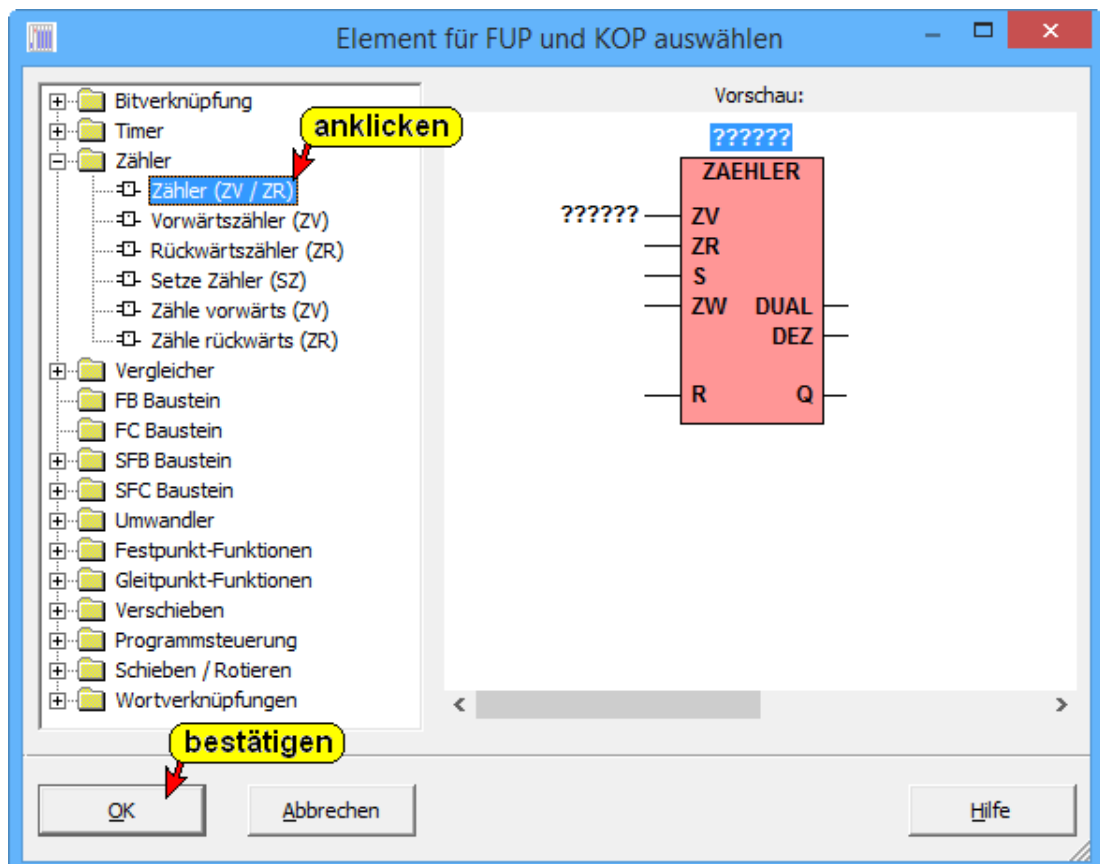 Element für FUP und KOP auswählen
Bitverknüpfung
Timer
anklicken
Zähler
Zähler (ZV / ZR)
Vorwärtszähler (ZV)
Rückwärtszähler (ZR)
Setze Zähler (SZ)
Zähle vorwärts (ZV)
Zähle rückwärts (ZR)
Vergleicher
FB Baustein
FC Baustein
SFB Baustein
SFC Baustein
Umwandler
Festpunkt-Funktionen
Gleitpunkt-Funktionen
Verschieben
Programmsteuerung
Schieben / Rotieren
Wortverknüpfungen
Vorschau:
??????
ZAEHLER
?????? ZV
ZR
S
ZW DUAL
DEZ
R Q
bestätigen
OK
Abbrechen
Hilfe